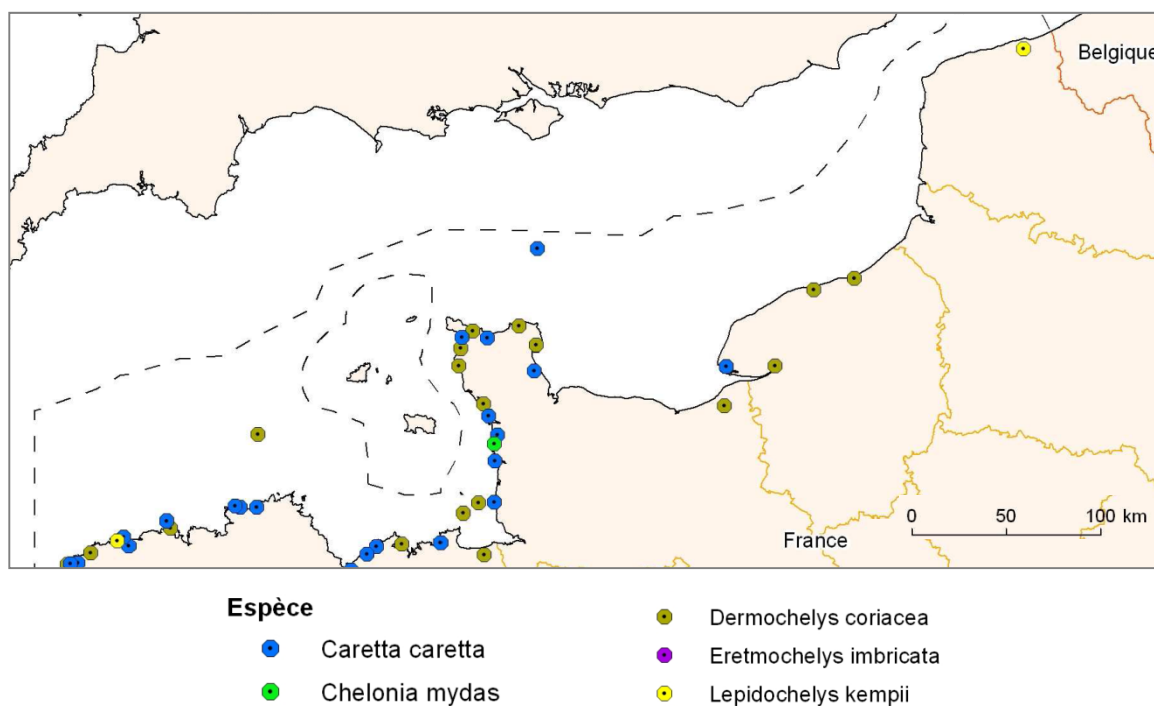 Belgique
0 50 100 km
France
Espèce
Caretta caretta
Chelonia mydas
Dermochelys coriacea
Eretmochelys imbricata
Lepidochelys kempii